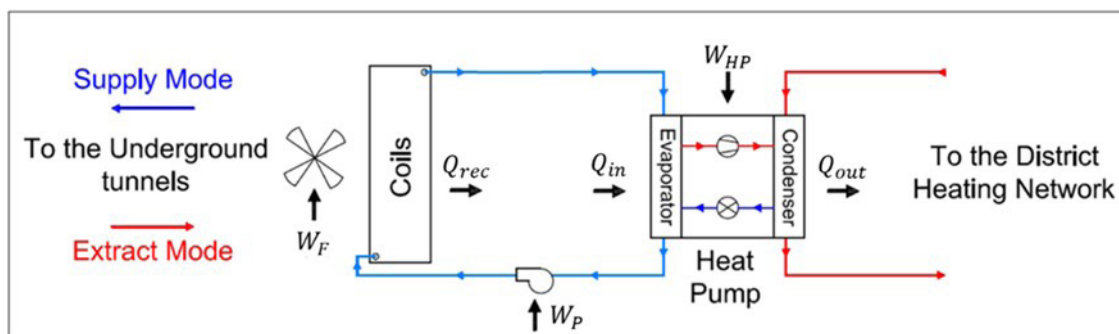 Supply Mode
To the Underground
tunnels
Extract Mode
W_F
Coils
Q_rec
Q_in
W_P
W_HP
Evaporator
Condenser
Heat
Pump
Q_out
To the District
Heating Network